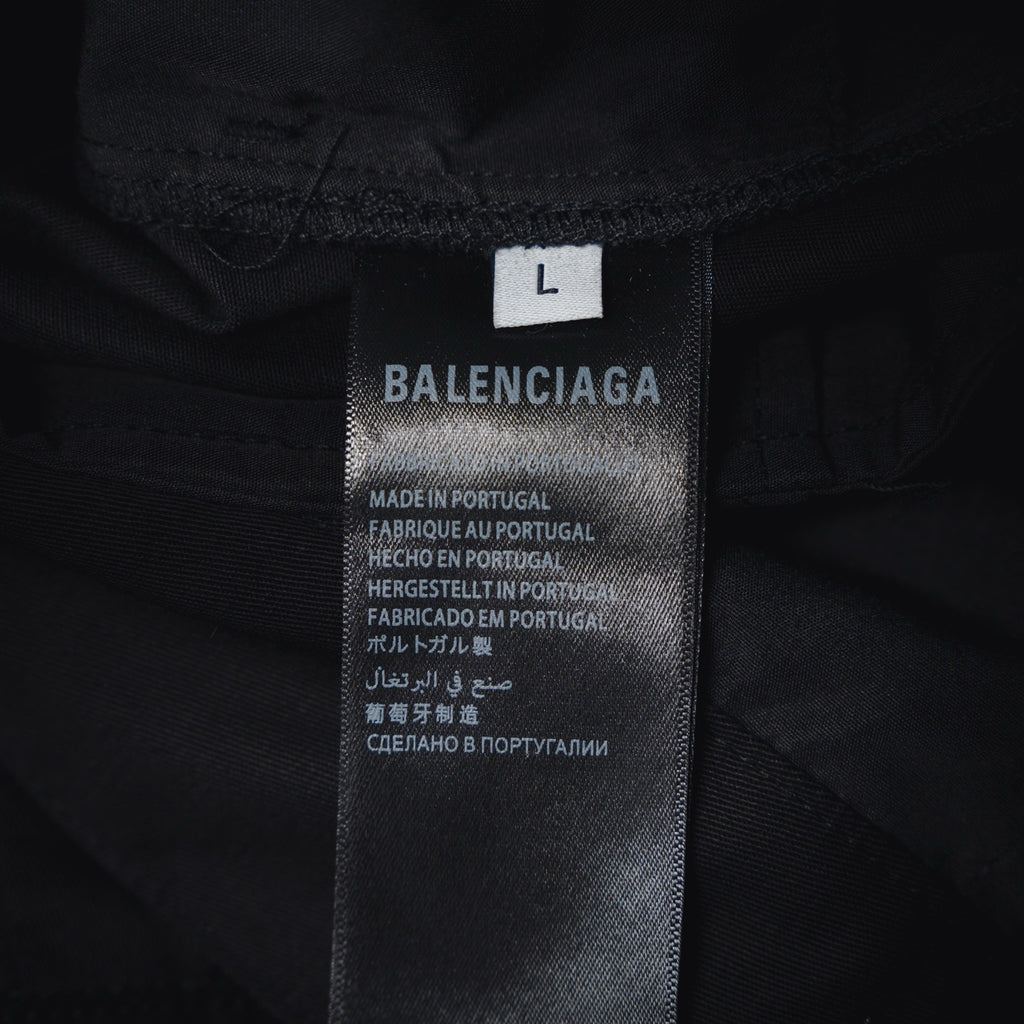 L
BALENCIAGA
MADE IN PORTUGAL
FABRIQUE AU PORTUGAL
HECHO EN PORTUGAL
HERGESTELLT IN PORTUGAL
FABRICADO EM PORTUGAL
ポルトガル製
صنع في البرتغال
葡萄牙制造
СДЕЛАНО В ПОРТУГАЛИИ